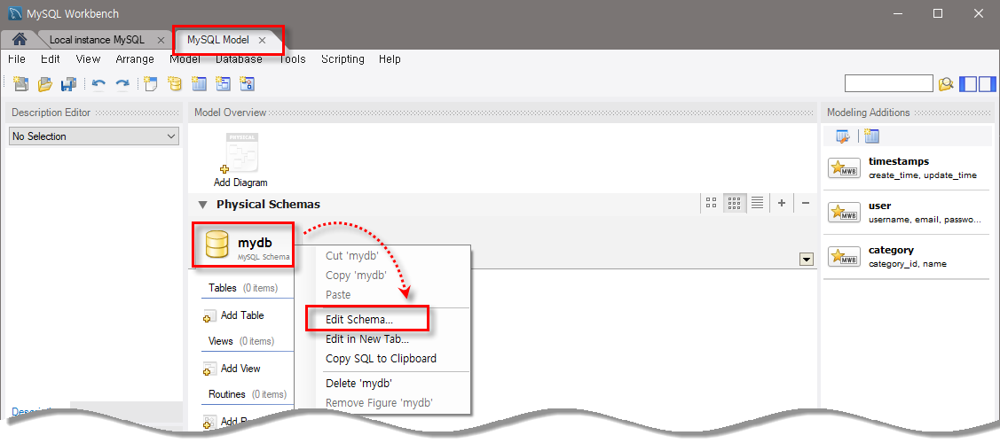 MySQL Workbench
Local instance MySQL
MySQL Model
File Edit View Arrange Model Database Tools Scripting Help
Description Editor
No Selection
Model Overview
PHYSICAL
Add Diagram
Physical Schemas
mydb
MySQL Schema
Tables (0 items)
Add Table
Views (0 items)
Add View
Routines (0 items)
Add
Cut 'mydb'
Copy 'mydb'
Paste
Edit Schema...
Edit in New Tab...
Copy SQL to Clipboard
Delete 'mydb'
Remove Figure 'mydb'
Modeling Additions
MWB
timestamps
create_time, update_time
MWB
user
username, email, passwo...
MWB
category
category_id, name